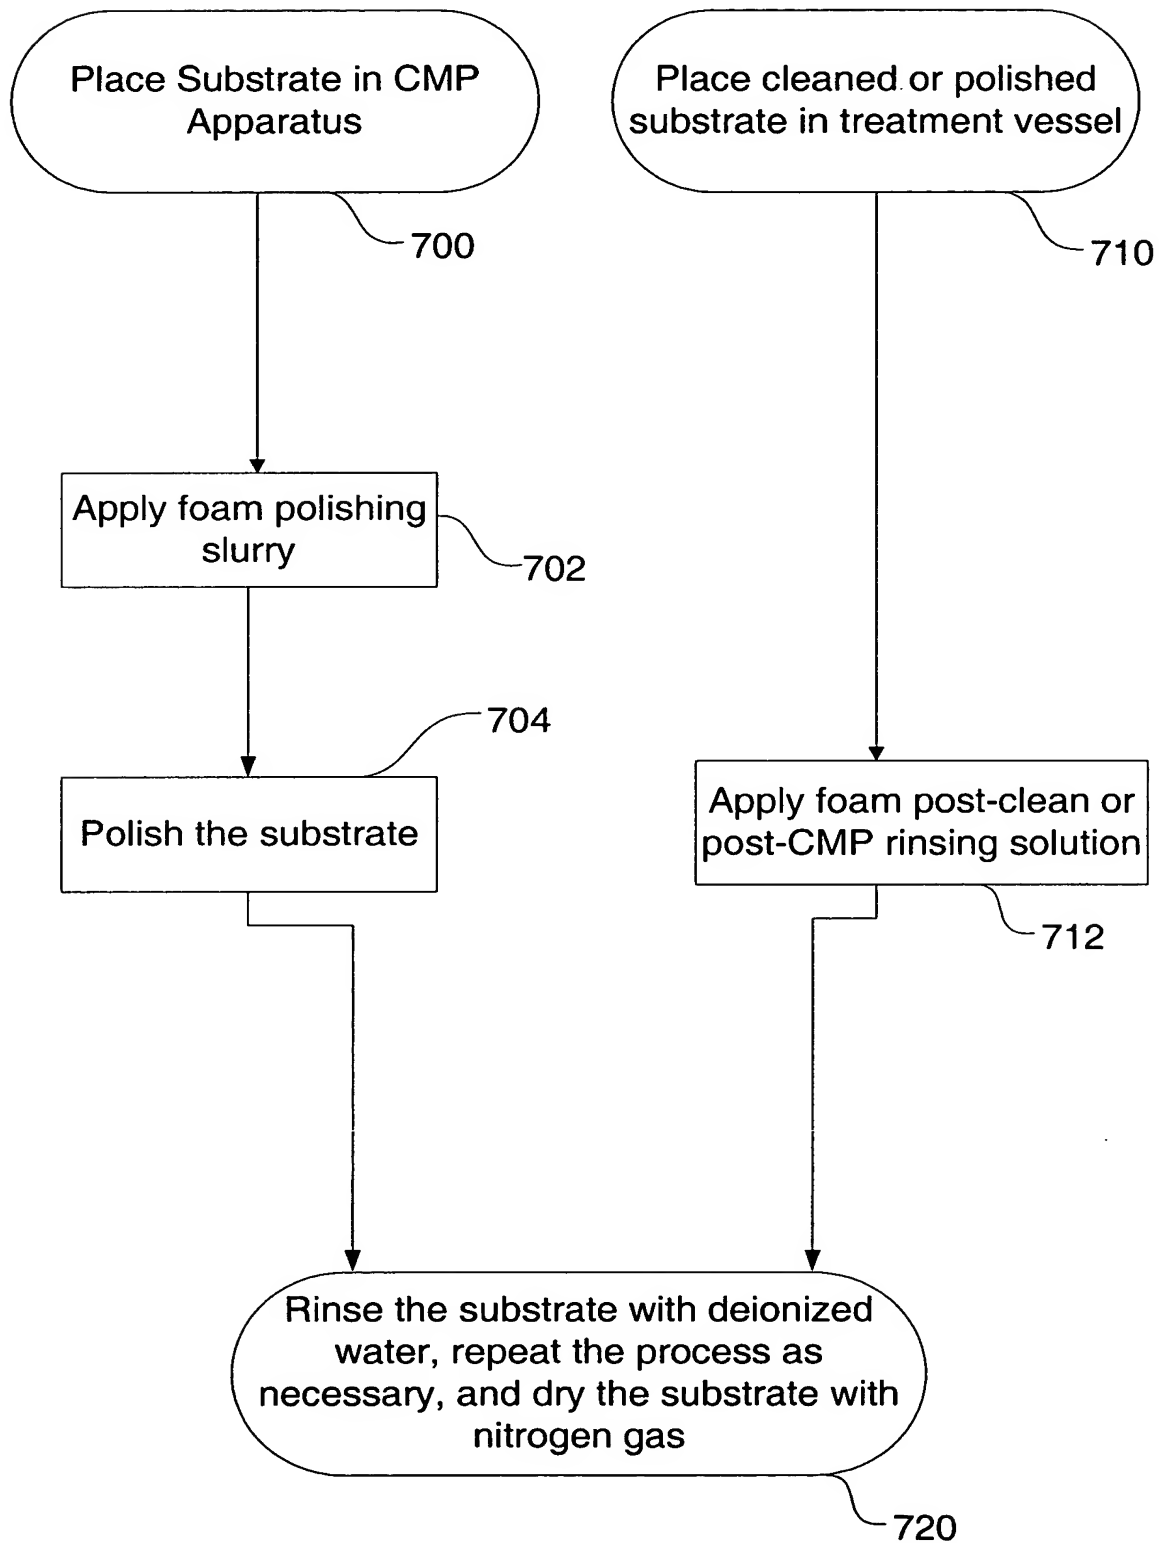 Place Substrate in CMP
Apparatus
700
Place cleaned or polished
substrate in treatment vessel
710
Apply foam polishing
slurry
702
704
Polish the substrate
Apply foam post-clean or
post-CMP rinsing solution
712
Rinse the substrate with deionized
water, repeat the process as
necessary, and dry the substrate with
nitrogen gas
720